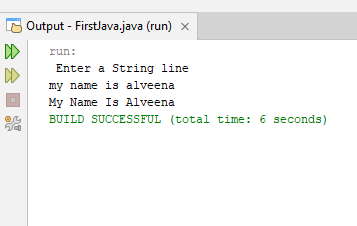 Output - FirstJava.java (run) ×
run:
Enter a String line
my name is alveena
My Name Is Alveena
BUILD SUCCESSFUL (total time: 6 seconds)